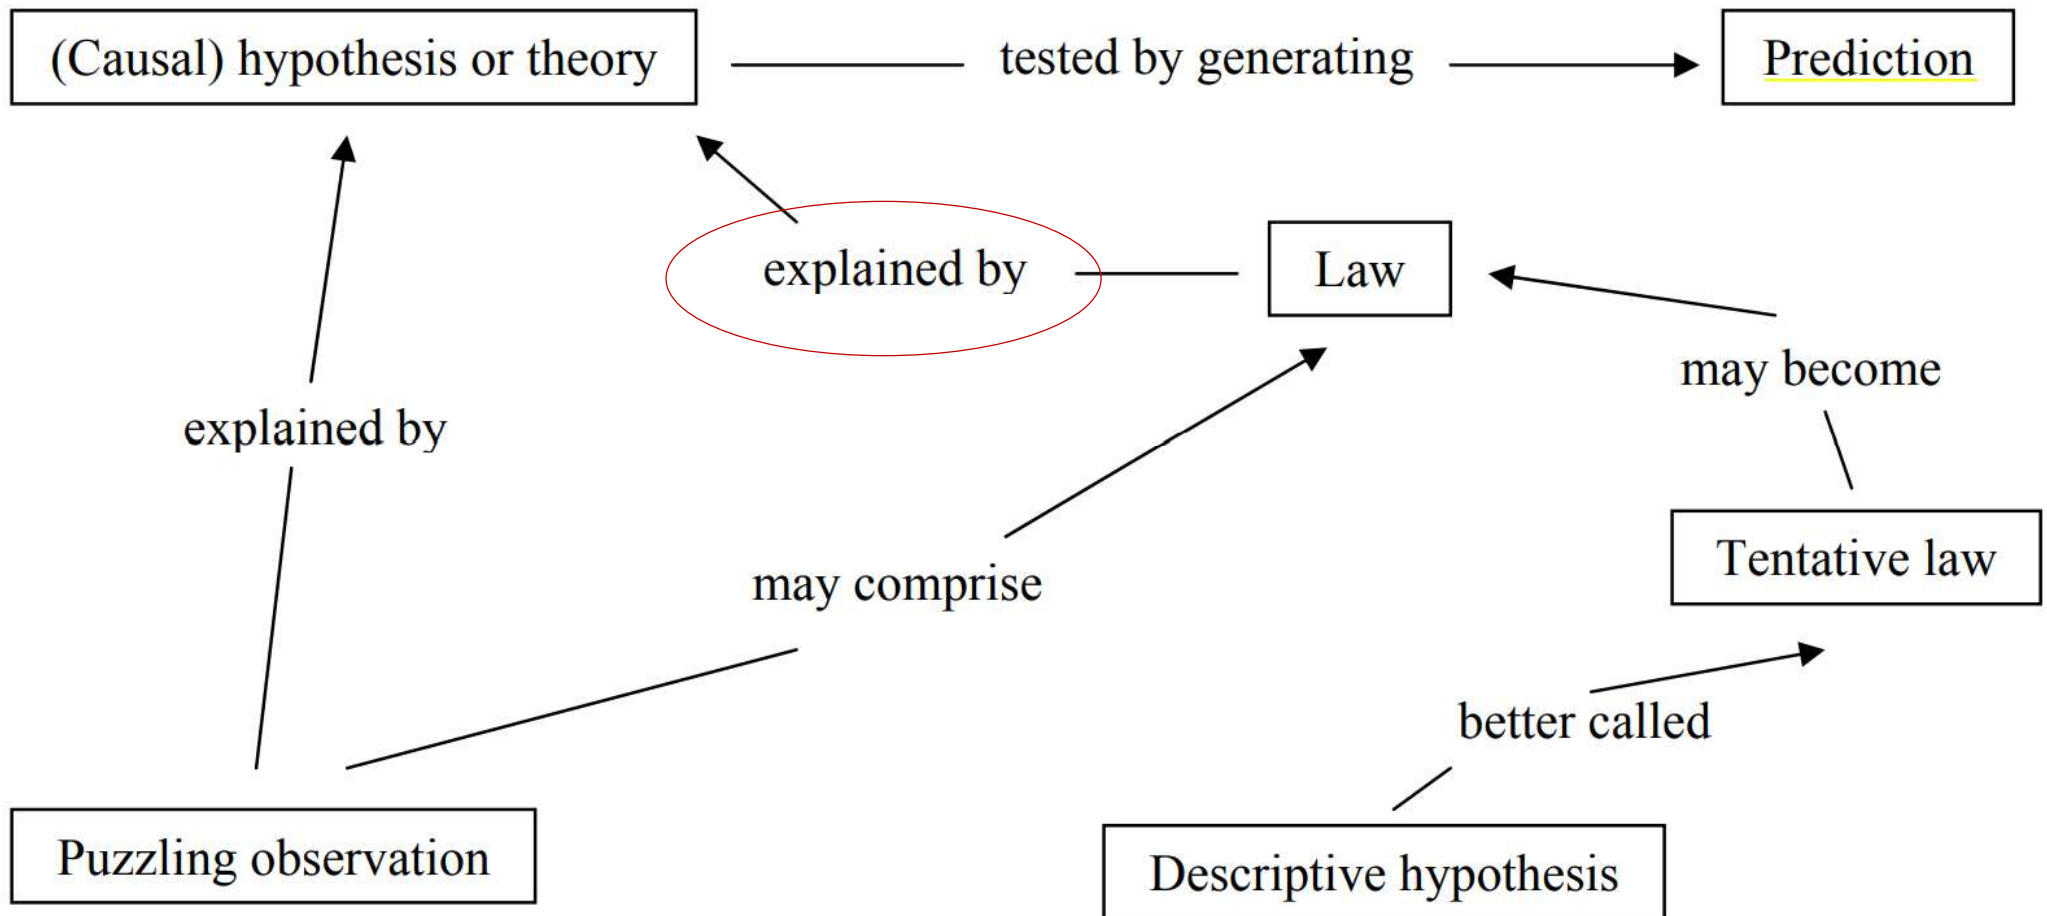 (Causal) hypothesis or theory
tested by generating
Prediction
explained by
Law
may become
explained by
may comprise
Tentative law
better called
Puzzling observation
Descriptive hypothesis